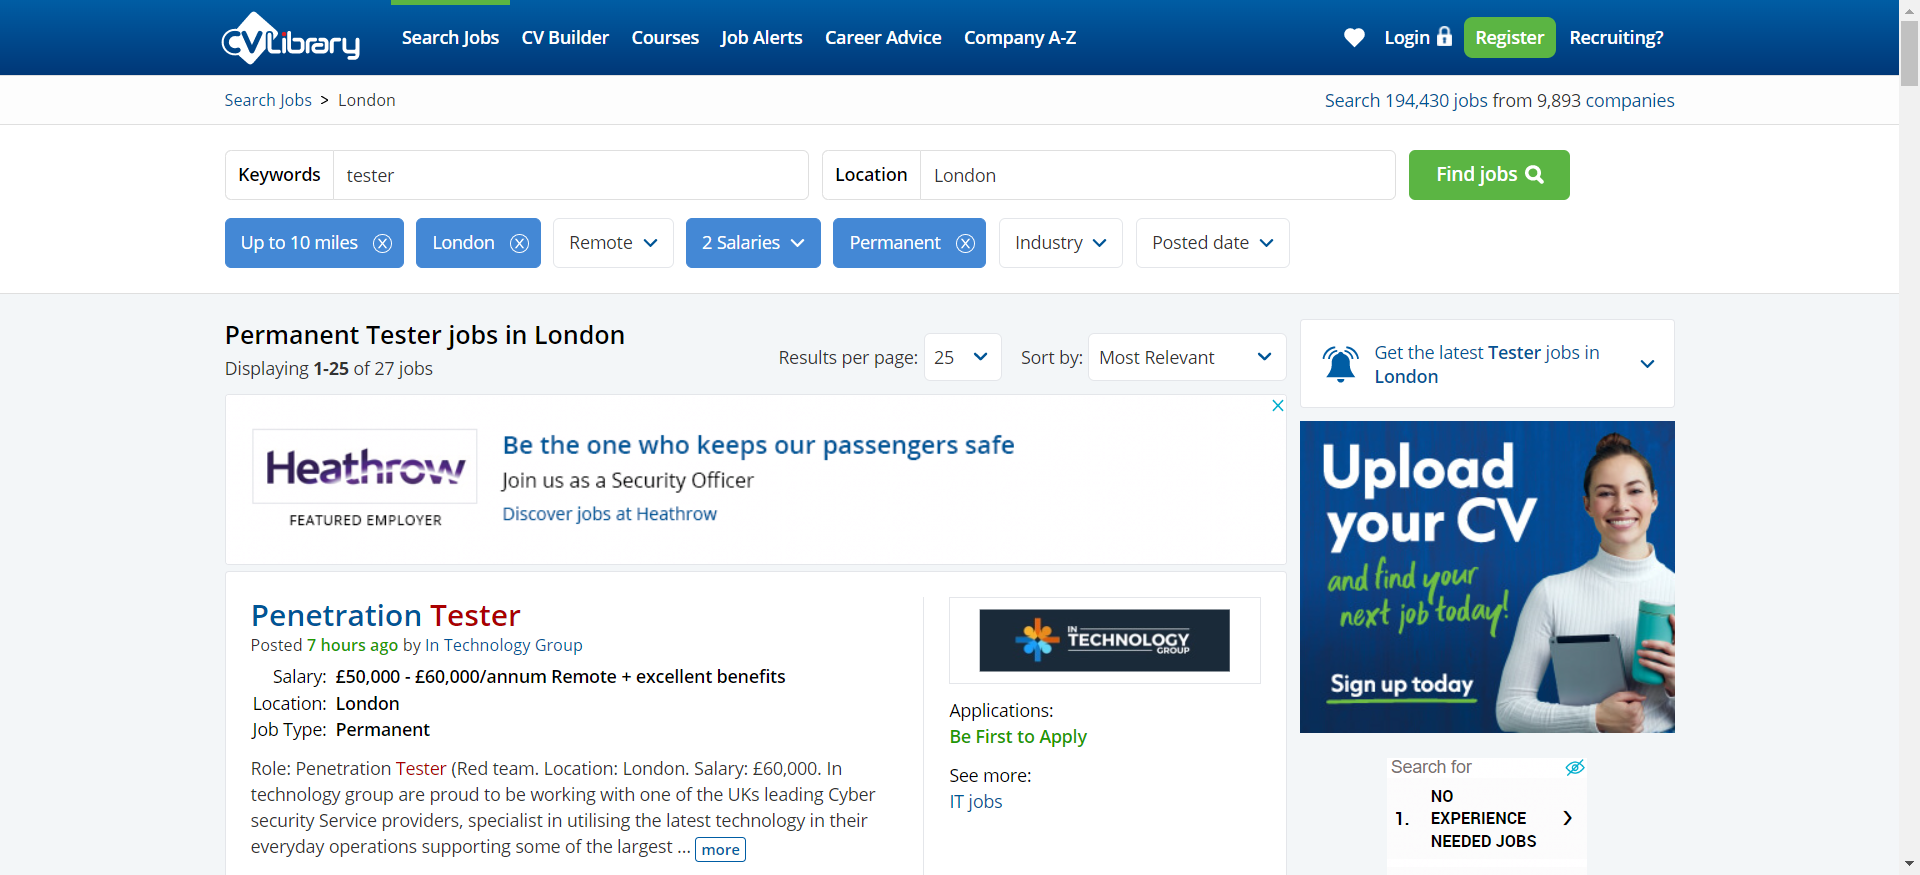 CVLibrary
Search Jobs CV Builder Courses Job Alerts Career Advice Company A-Z Login Register Recruiting?
Search Jobs > London
Search 194,430 jobs from 9,893 companies
Keywords tester Location London Find jobs
Up to 10 miles London Remote 2 Salaries Permanent Industry Posted date
Permanent Tester jobs in London
Displaying 1-25 of 27 jobs
Results per page: 25 Sort by: Most Relevant
Heathrow
FEATURED EMPLOYER
Be the one who keeps our passengers safe
Join us as a Security Officer
Discover jobs at Heathrow
Penetration Tester
Posted 7 hours ago by In Technology Group
Salary: £50,000 - £60,000/annum Remote + excellent benefits
Location: London
Job Type: Permanent
Role: Penetration Tester (Red team. Location: London. Salary: £60,000. In
technology group are proud to be working with one of the UKs leading Cyber
security Service providers, specialist in utilising the latest technology in their
everyday operations supporting some of the largest ... more
IN
TECHNOLOGY
GROUP
Applications:
Be First to Apply
See more:
IT jobs
Get the latest Tester jobs in
London
Upload
your CV
and find your
next job today!
Sign up today
Search for
1. NO
EXPERIENCE
NEEDED JOBS